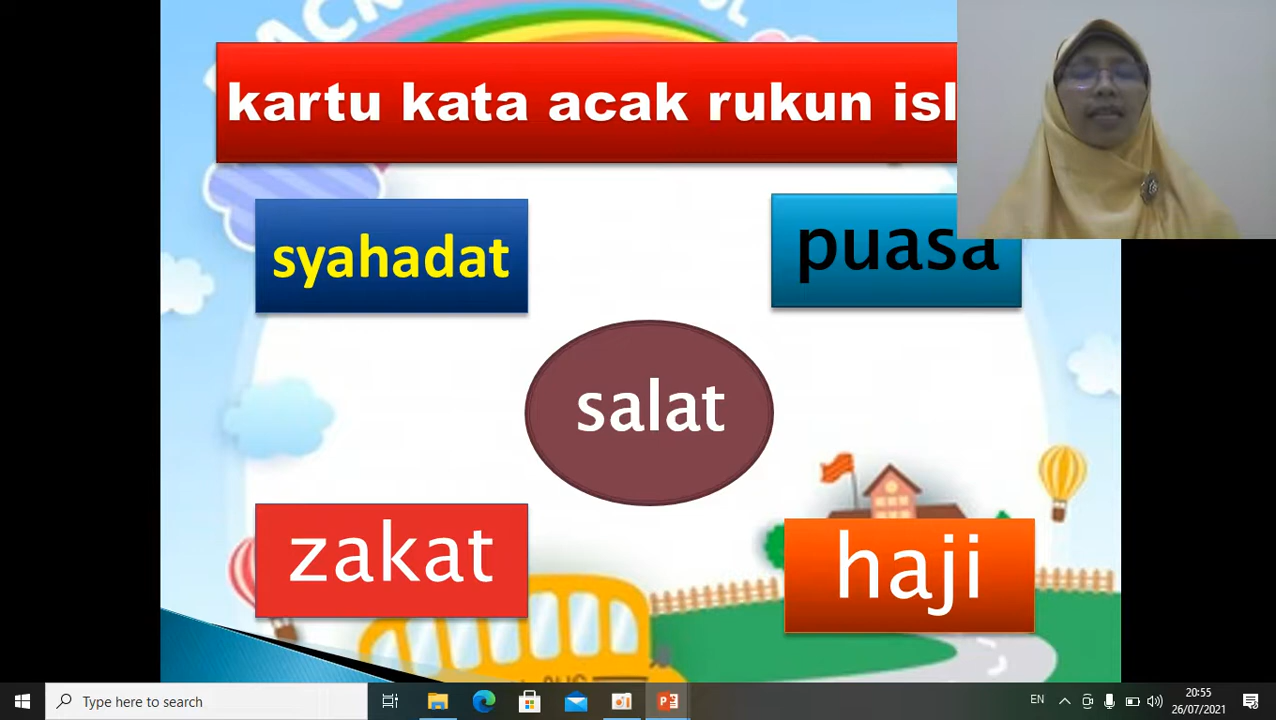 kartu kata acak rukun isl
syahadat
puasa
salat
zakat
haji
Type here to search
EN
20:55
26/07/2021